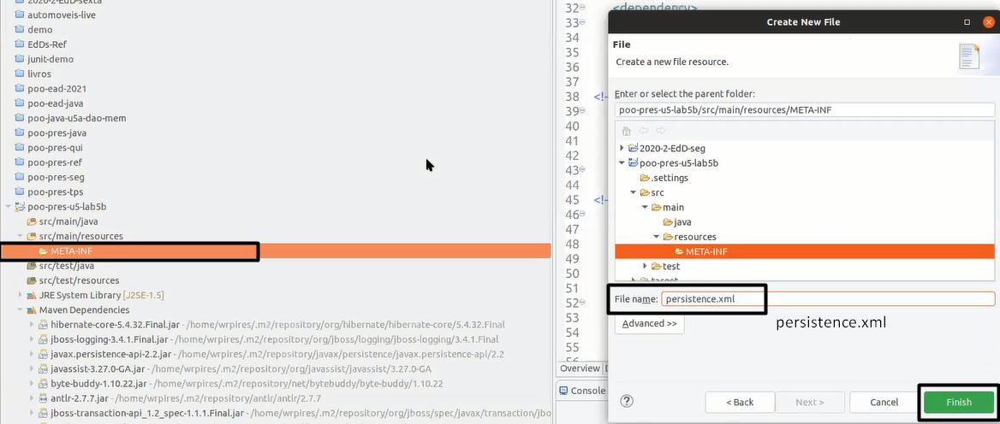 2020-2-EdD-sexta
automoveis-live
demo
EdDs-Ref
junit-demo
livros
poo-ead-2021
poo-ead-java
poo-java-u5a-dao-mem
poo-pres-java
poo-pres-qui
poo-pres-ref
poo-pres-seg
poo-pres-tps
poo-pres-u5-lab5b
src/main/java
src/main/resources
META-INF
src/test/java
src/test/resources
JRE System Library [J2SE-1.5]
Maven Dependencies
hibernate-core-5.4.32.Final.jar - /home/wrpires/.m2/repository/org/hibernate/hibernate-core/5.4.32.Final
jboss-logging-3.4.1.Final.jar - /home/wrpires/.m2/repository/org/jboss/logging/jboss-logging/3.4.1.Final
javax.persistence-api-2.2.jar - /home/wrpires/.m2/repository/javax/persistence/javax.persistence-api/2.2
javassist-3.27.0-GA.jar - /home/wrpires/.m2/repository/org/javassist/javassist/3.27.0-GA
byte-buddy-1.10.22.jar - /home/wrpires/.m2/repository/net/bytebuddy/byte-buddy/1.10.22
antlr-2.7.7.jar - /home/wrpires/.m2/repository/antlr/antlr/2.7.7
jboss-transaction-api_1.2_spec-1.1.1.Final.jar - /home/wrpires/.m2/repository/org/jboss/spec/javax/transaction/jbo
32 <dependency>
33
34
35
36
37
38 <!-
39
40
41
42
43
44
45 <!-
46
47
48
49
50
51
52
53
54
55
56
Overview
Console
Create New File
File
Create a new file resource.
Enter or select the parent folder:
poo-pres-u5-lab5b/src/main/resources/META-INF
2020-2-EdD-seg
poo-pres-u5-lab5b
.settings
src
main
java
resources
META-INF
test
target
File name: persistence.xml
persistence.xml
Advanced >>
? < Back Next > Cancel Finish